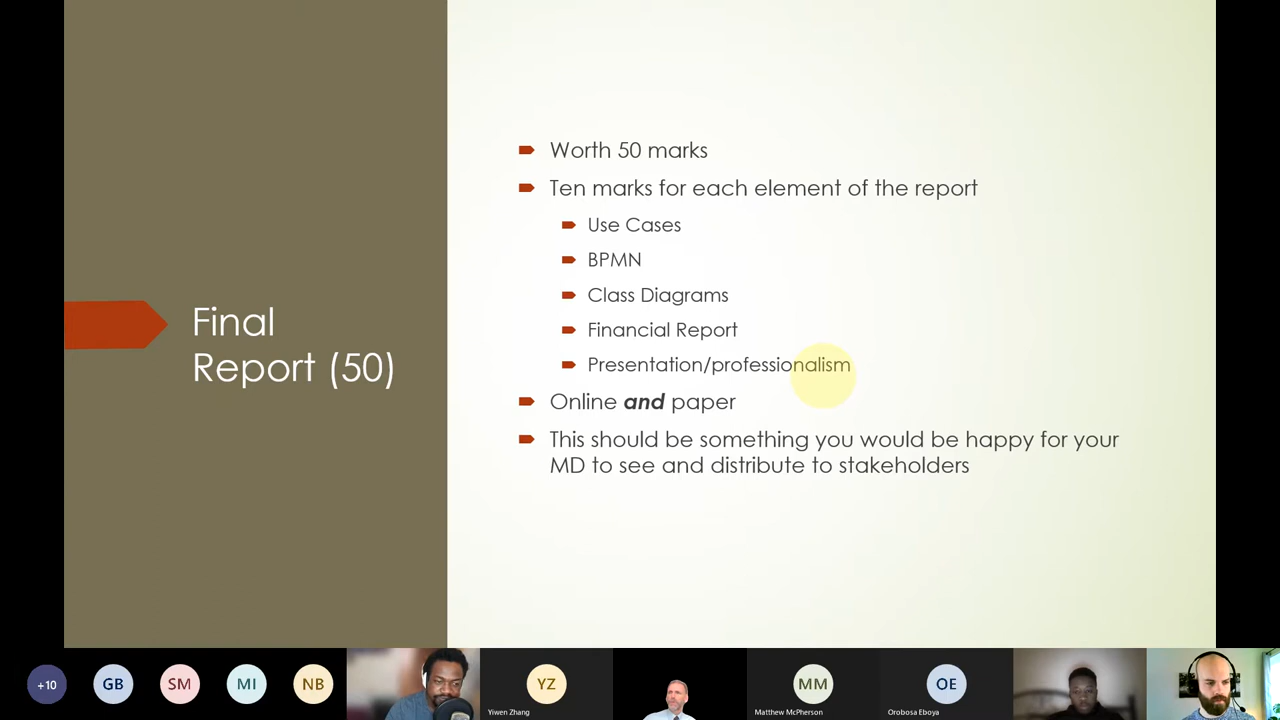 Final
Report (50)
Worth 50 marks
Ten marks for each element of the report
Use Cases
BPMN
Class Diagrams
Financial Report
Presentation/professionalism
Online and paper
This should be something you would be happy for your
MD to see and distribute to stakeholders
+10
GB
SM
MI
NB
YZ
Yiwen Zhang
MM
Matthew McPherson
OE
Orobosa Eboya